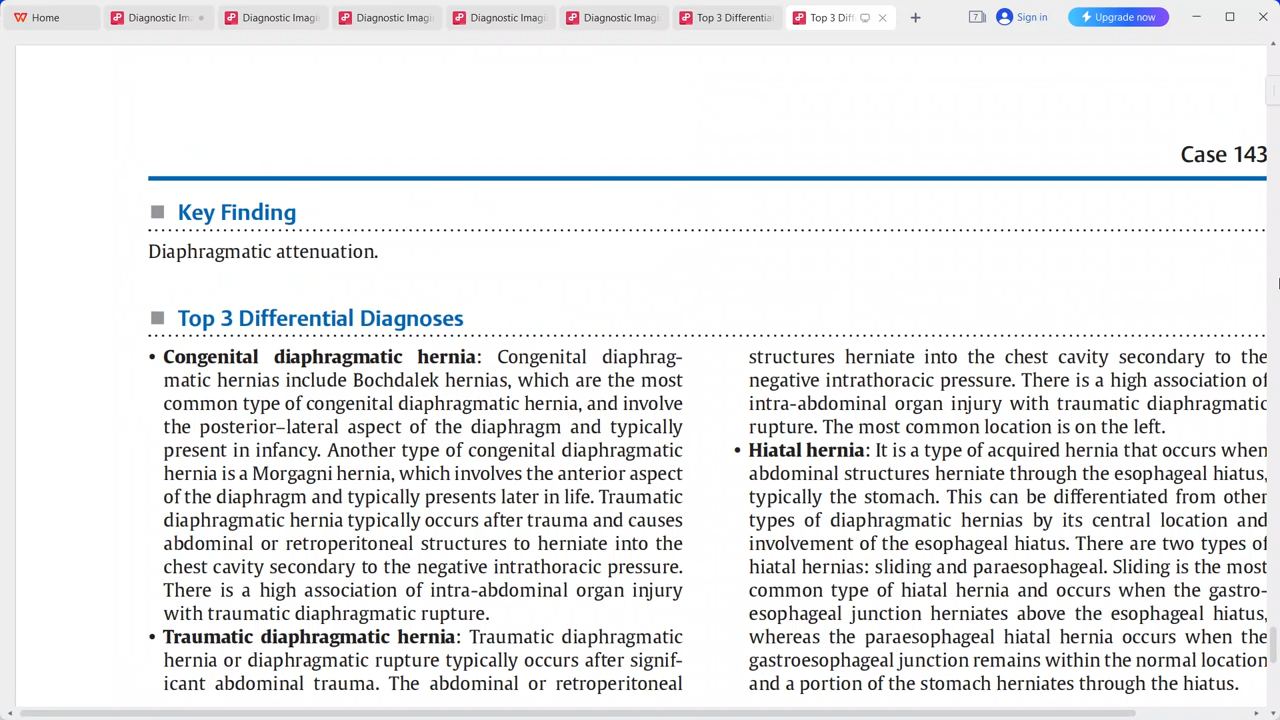 Home
Diagnostic Im
Diagnostic Imag
Diagnostic Imag
Diagnostic Imag
Diagnostic Imag
Top 3 Differential
Top 3 Diff
7
Sign in
Upgrade now
Case 143
Key Finding
Diaphragmatic attenuation.
Top 3 Differential Diagnoses
• Congenital diaphragmatic hernia: Congenital diaphrag-
matic hernias include Bochdalek hernias, which are the most
common type of congenital diaphragmatic hernia, and involve
the posterior–lateral aspect of the diaphragm and typically
present in infancy. Another type of congenital diaphragmatic
hernia is a Morgagni hernia, which involves the anterior aspect
of the diaphragm and typically presents later in life. Traumatic
diaphragmatic hernia typically occurs after trauma and causes
abdominal or retroperitoneal structures to herniate into the
chest cavity secondary to the negative intrathoracic pressure.
There is a high association of intra-abdominal organ injury
with traumatic diaphragmatic rupture.
• Traumatic diaphragmatic hernia: Traumatic diaphragmatic
hernia or diaphragmatic rupture typically occurs after signif-
icant abdominal trauma. The abdominal or retroperitoneal
structures herniate into the chest cavity secondary to the
negative intrathoracic pressure. There is a high association of
intra-abdominal organ injury with traumatic diaphragmatic
rupture. The most common location is on the left.
• Hiatal hernia: It is a type of acquired hernia that occurs when
abdominal structures herniate through the esophageal hiatus,
typically the stomach. This can be differentiated from other
types of diaphragmatic hernias by its central location and
involvement of the esophageal hiatus. There are two types of
hiatal hernias: sliding and paraesophageal. Sliding is the most
common type of hiatal hernia and occurs when the gastro-
esophageal junction herniates above the esophageal hiatus,
whereas the paraesophageal hiatal hernia occurs when the
gastroesophageal junction remains within the normal location
and a portion of the stomach herniates through the hiatus.